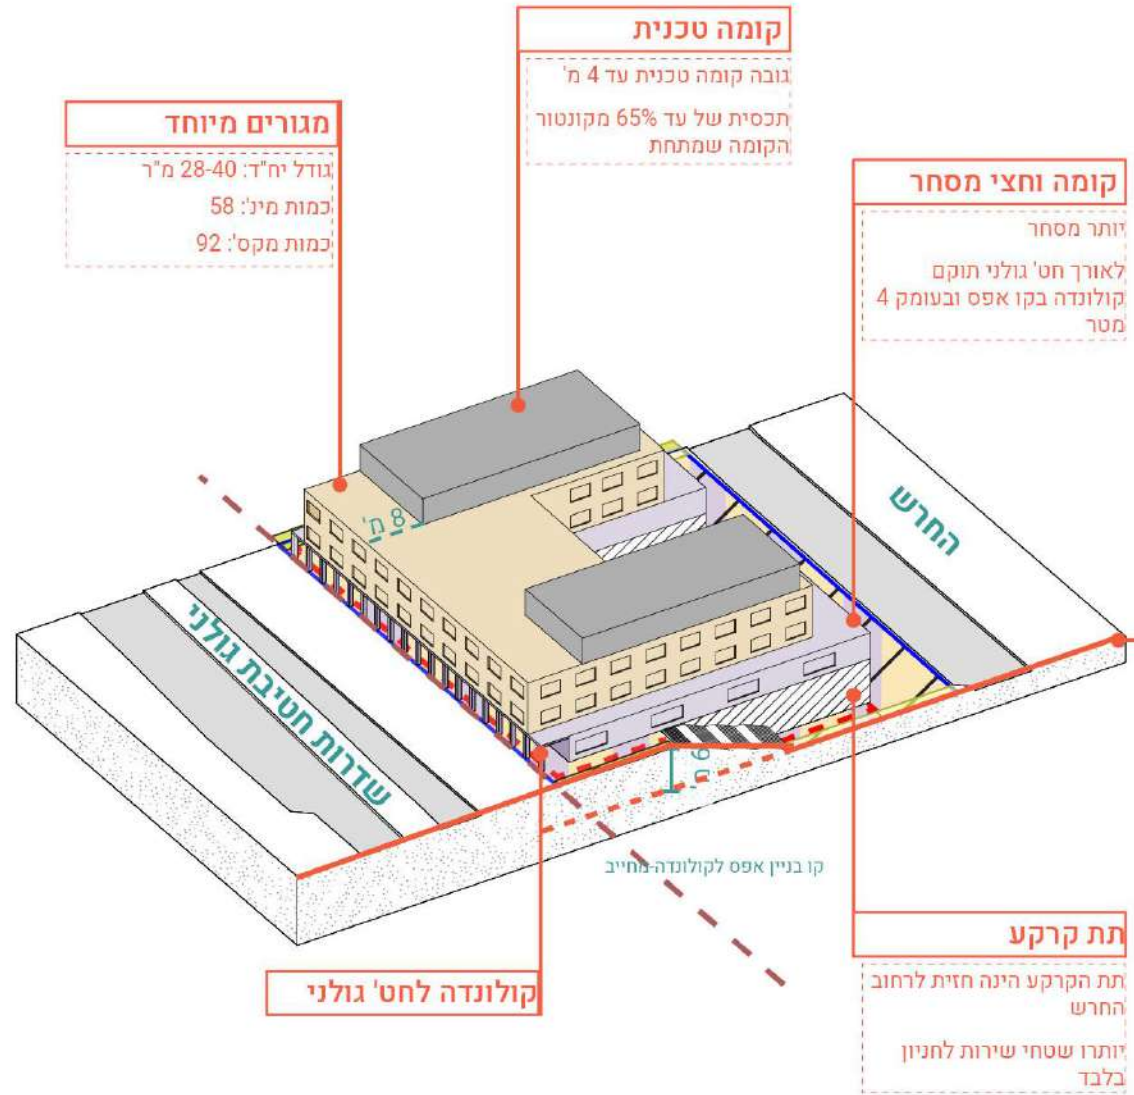 קומה טכנית
גובה קומה טכנית עד 4 מ'
תכסית של עד 65% מקונטור
הקומה שמתחת
מגורים מיוחד
גודל יח"ד: 28-40 מ"ר
כמות מינ': 58
כמות מקס': 92
קומה וחצי מסחר
יותר מסחר
לאורך חט' גולני תוקם
קולונדה בקו אפס ובעומק 4
מטר
החרש
8 מ'
שדרות חטיבת גולני
6 מ'
קו בניין אפס לקולונדה-מחייב
קולונדה לחט' גולני
תת קרקע
תת הקרקע הינה חזית לרחוב
החרש
יותרו שטחי שירות לחניון
בלבד